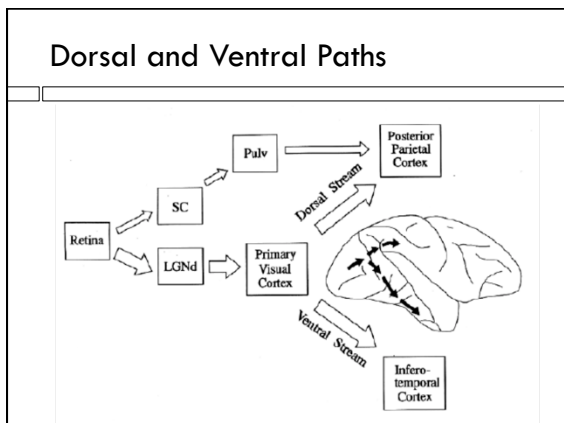 Dorsal and Ventral Paths
Pulv
Posterior
Parietal
Cortex
SC
Dorsal Stream
Retina
LGNd
Primary
Visual
Cortex
Ventral Stream
Infero-
temporal
Cortex